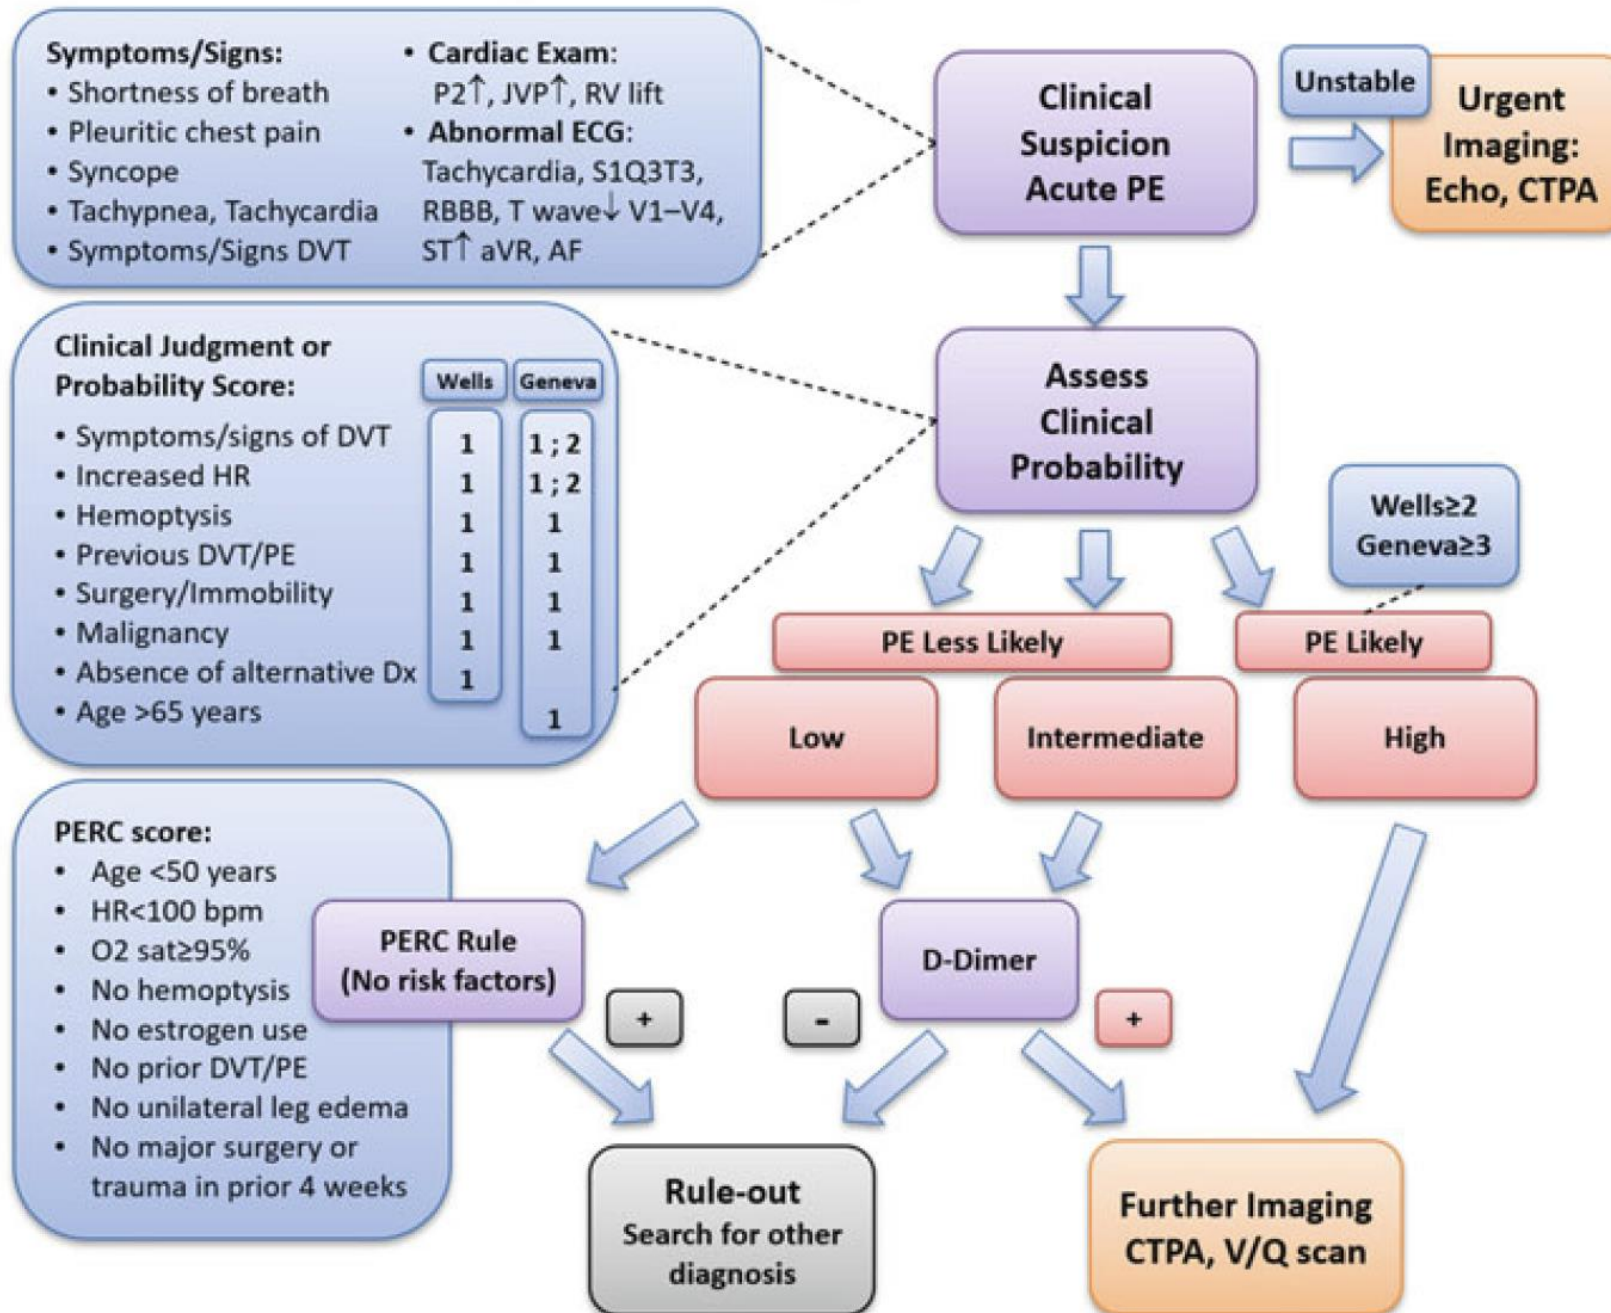 Symptoms/Signs:
• Shortness of breath
• Pleuritic chest pain
• Syncope
• Tachypnea, Tachycardia
• Symptoms/Signs DVT
• Cardiac Exam:
P2↑, JVP↑, RV lift
• Abnormal ECG:
Tachycardia, S1Q3T3,
RBBB, T wave↓ V1–V4,
ST↑ aVR, AF
Clinical
Suspicion
Acute PE
Unstable
Urgent
Imaging:
Echo, CTPA
Clinical Judgment or
Probability Score:
Wells Geneva
• Symptoms/signs of DVT 1 1 ; 2
• Increased HR 1 1 ; 2
• Hemoptysis 1 1
• Previous DVT/PE 1 1
• Surgery/Immobility 1 1
• Malignancy 1 1
• Absence of alternative Dx 1
• Age >65 years 1
Assess
Clinical
Probability
Wells≥2
Geneva≥3
PE Less Likely
PE Likely
Low
Intermediate
High
PERC score:
• Age <50 years
• HR<100 bpm
• O2 sat≥95%
• No hemoptysis
• No estrogen use
• No prior DVT/PE
• No unilateral leg edema
• No major surgery or
trauma in prior 4 weeks
PERC Rule
(No risk factors)
D-Dimer
+
-
+
Rule-out
Search for other
diagnosis
Further Imaging
CTPA, V/Q scan